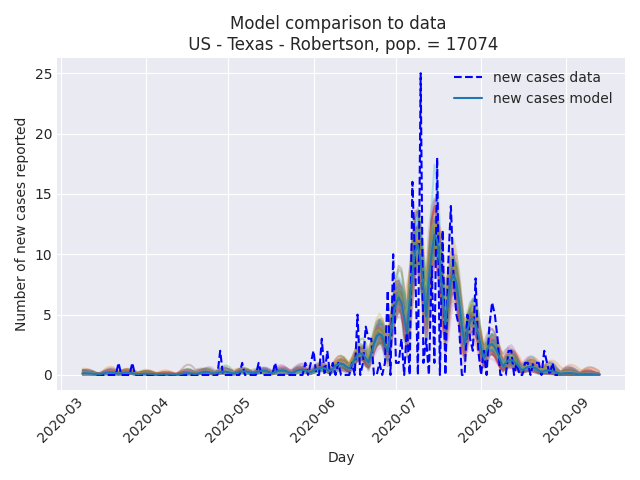 Model comparison to data
US - Texas - Robertson, pop. = 17074
new cases data
new cases model
Number of new cases reported
25
20
15
10
5
0
2020-03
2020-04
2020-05
2020-06
2020-07
2020-08
2020-09
Day